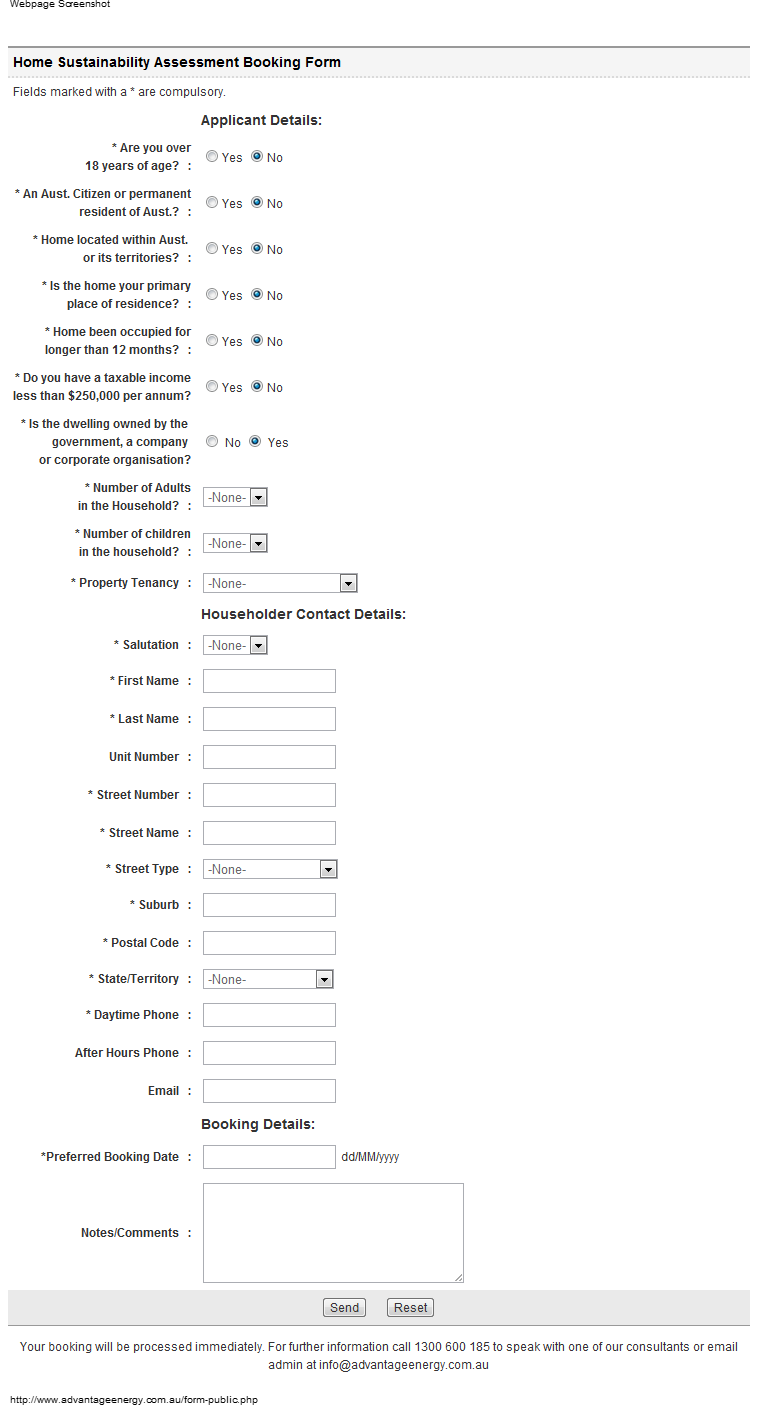 Webpage Screenshot
Home Sustainability Assessment Booking Form
Fields marked with a * are compulsory.
Applicant Details:
* Are you over
18 years of age? : Yes No
* An Aust. Citizen or permanent
resident of Aust.? : Yes No
* Home located within Aust.
or its territories? : Yes No
* Is the home your primary
place of residence? : Yes No
* Home been occupied for
longer than 12 months? : Yes No
* Do you have a taxable income
less than $250,000 per annum? Yes No
* Is the dwelling owned by the
government, a company No Yes
or corporate organisation?
* Number of Adults
in the Household? : -None-
* Number of children
in the household? : -None-
* Property Tenancy : -None-
Householder Contact Details:
* Salutation : -None-
* First Name :
* Last Name :
Unit Number :
* Street Number :
* Street Name :
* Street Type : -None-
* Suburb :
* Postal Code :
* State/Territory : -None-
* Daytime Phone :
After Hours Phone :
Email :
Booking Details:
*Preferred Booking Date : dd/MM/yyyy
Notes/Comments :
Send Reset
Your booking will be processed immediately. For further information call 1300 600 185 to speak with one of our consultants or email
admin at info@advantageenergy.com.au
http://www.advantageenergy.com.au/form-public.php